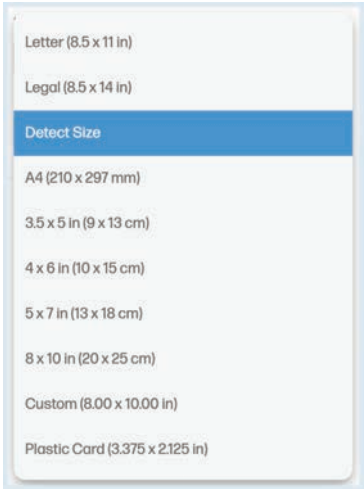 Letter (8.5 x 11 in)
Legal (8.5 x 14 in)
Detect Size
A4 (210 x 297 mm)
3.5 x 5 in (9 x 13 cm)
4 x 6 in (10 x 15 cm)
5 x 7 in (13 x 18 cm)
8 x 10 in (20 x 25 cm)
Custom (8.00 x 10.00 in)
Plastic Card (3.375 x 2.125 in)